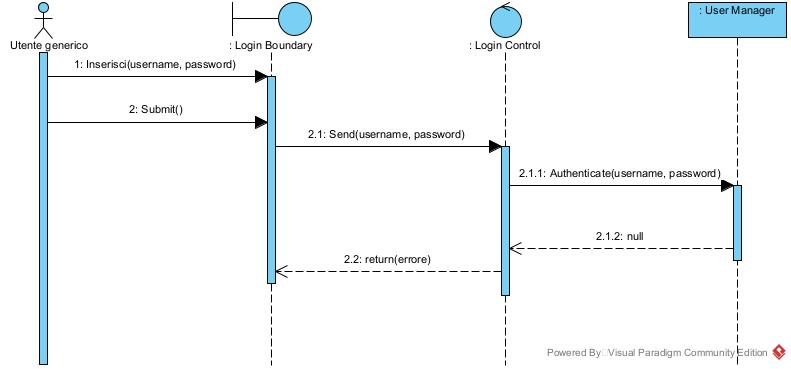 Utente generico
: Login Boundary
: Login Control
: User Manager
1: Inserisci(username, password)
2: Submit()
2.1: Send(username, password)
2.1.1: Authenticate(username, password)
2.1.2: null
2.2: return(errore)
Powered By Visual Paradigm Community Edition